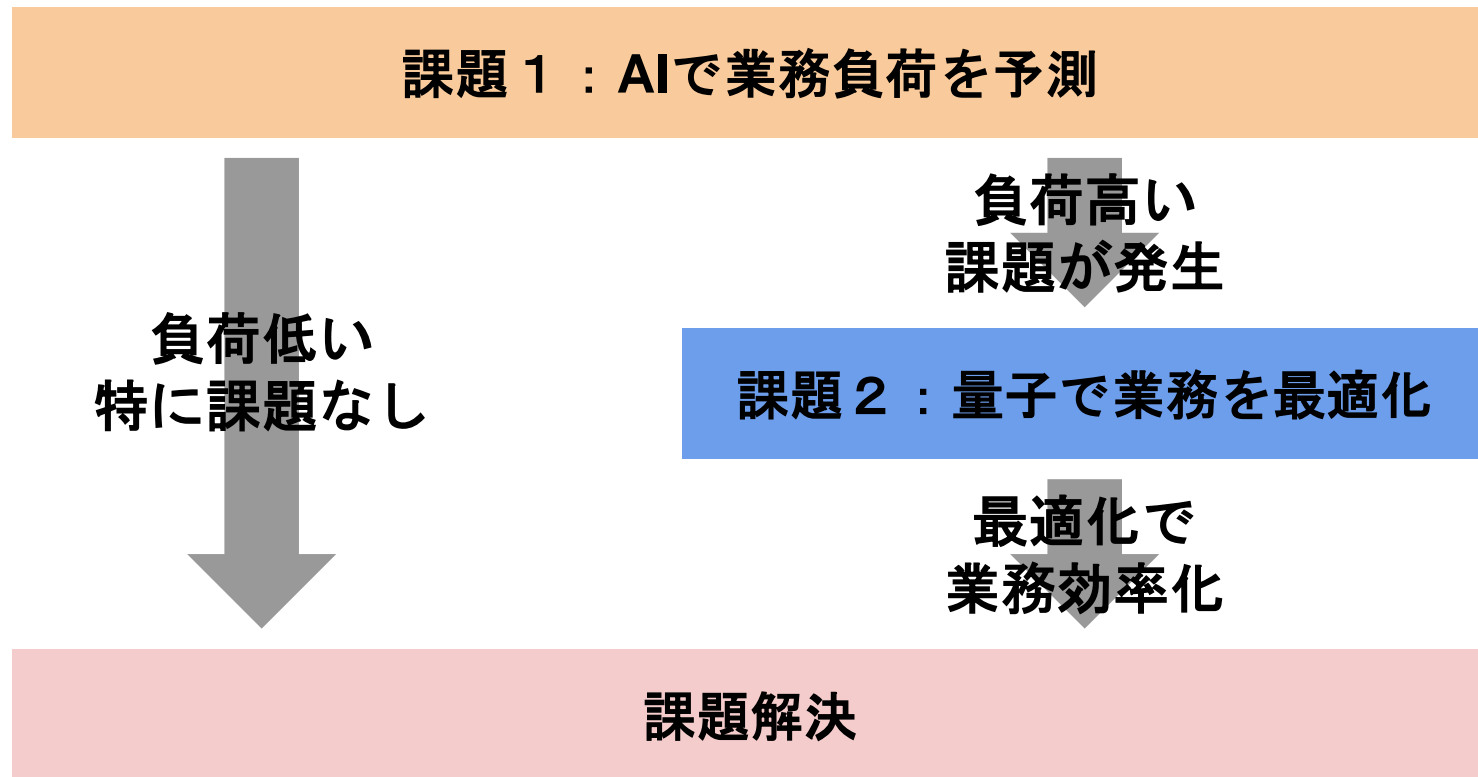 課題１：AIで業務負荷を予測
負荷高い
課題が発生
負荷低い
特に課題なし
課題２：量子で業務を最適化
最適化で
業務効率化
課題解決